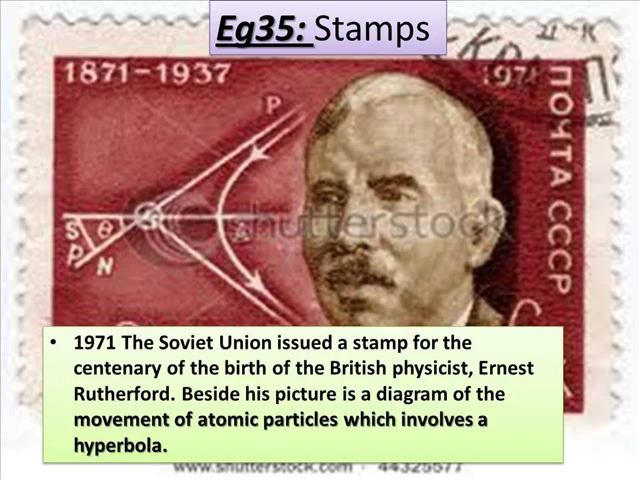 Eg35: Stamps
1871-1937
ПОЧТА СССР
P
shutterstock
A
S
θ
P
N
• 1971 The Soviet Union issued a stamp for the
centenary of the birth of the British physicist, Ernest
Rutherford. Beside his picture is a diagram of the
movement of atomic particles which involves a
hyperbola.
www.shutterstock.com · 44325577